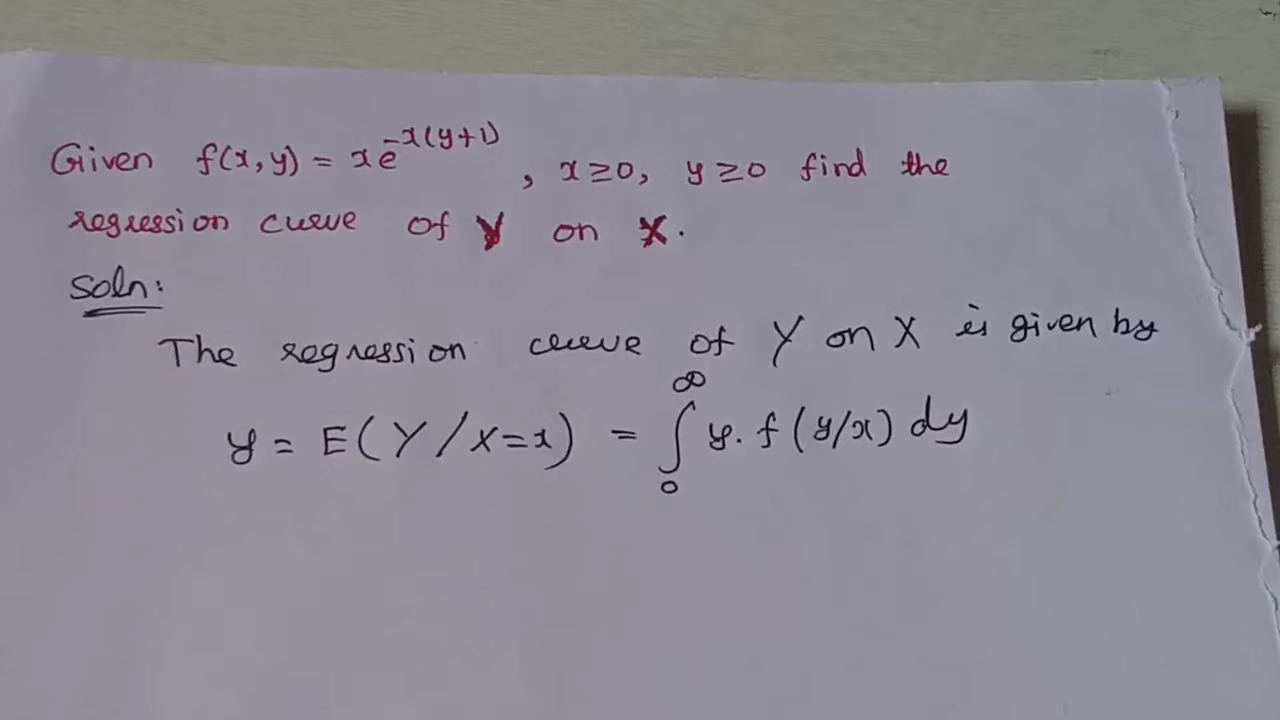 Given f(x,y) = xe^{-x(y+1)}, x≥0, y≥0 find the
regression curve of Y on X.
Soln:
The regression curve of Y on X is given by
y = E(Y/X=x) = ∫_0^∞ y. f(y/x) dy